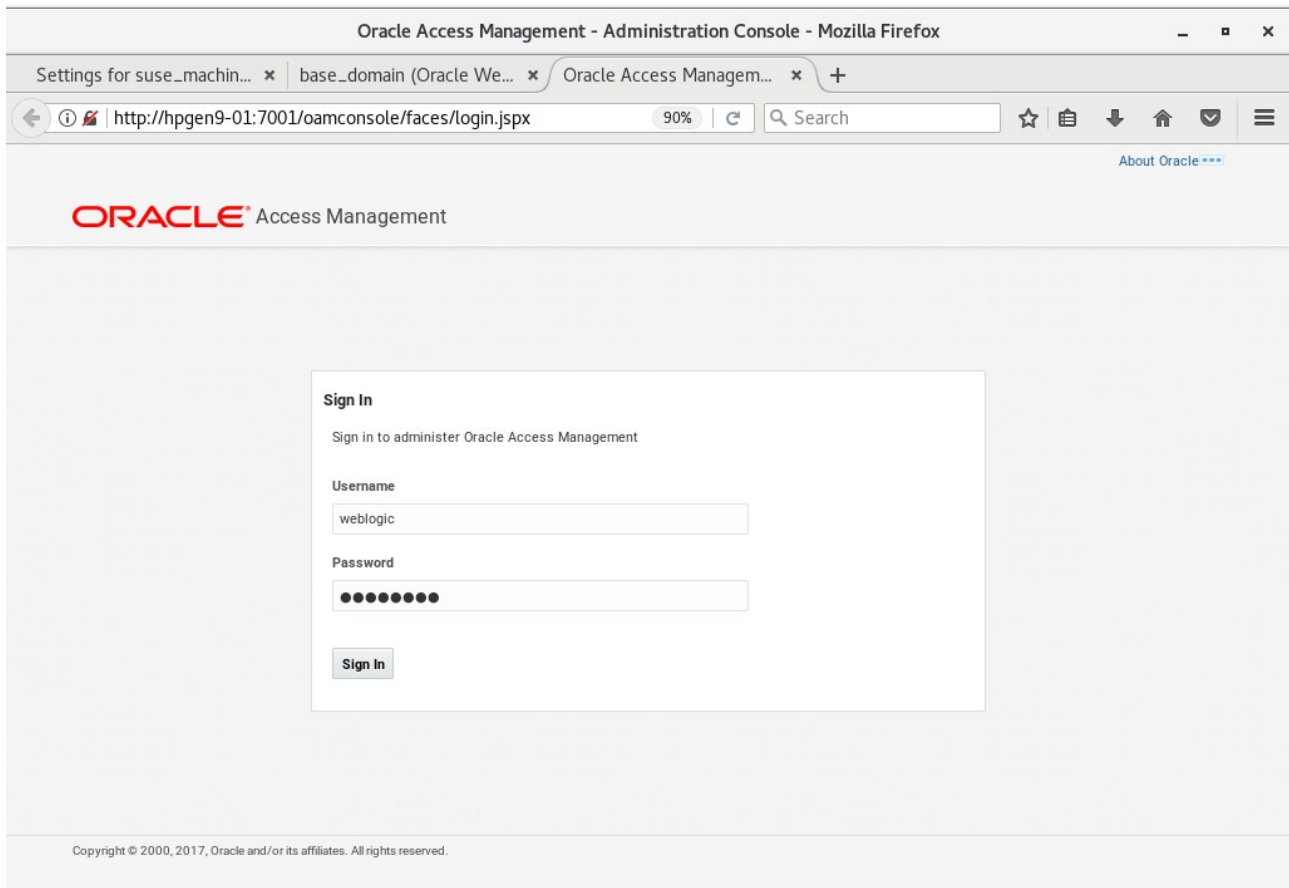 Oracle Access Management - Administration Console - Mozilla Firefox
Settings for suse_machin... base_domain (Oracle We... Oracle Access Managem...
http://hpgen9-01:7001/oamconsole/faces/login.jspx 90% Search
About Oracle
ORACLE® Access Management
Sign In
Sign in to administer Oracle Access Management
Username
weblogic
Password
●●●●●●●●
Sign In
Copyright © 2000, 2017, Oracle and/or its affiliates. All rights reserved.